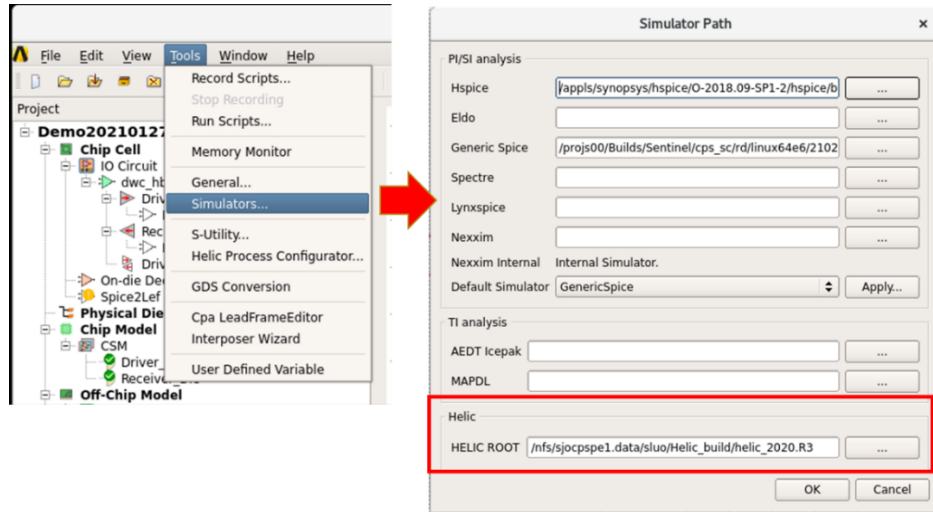 File Edit View Tools Window Help
Project
Demo20210127
Chip Cell
IO Circuit
dwc_hb
Driv
Rec
Driv
On-die De
Spice2Lef
Physical Die
Chip Model
CSM
Driver_
Receiver_
Off-Chip Model
Record Scripts...
Stop Recording
Run Scripts...
Memory Monitor
General...
Simulators...
S-Utility...
Helic Process Configurator...
GDS Conversion
Cpa LeadFrameEditor
Interposer Wizard
User Defined Variable
Simulator Path ×
PI/SI analysis
Hspice /appls/synopsys/hspice/O-2018.09-SP1-2/hspice/b ...
Eldo ...
Generic Spice /projs00/Builds/Sentinel/cps_sc/rd/linux64e6/2102 ...
Spectre ...
Lynxspice ...
Nexxim ...
Nexxim Internal Internal Simulator.
Default Simulator GenericSpice Apply...
TI analysis
AEDT Icepak ...
MAPDL ...
Helic
HELIC ROOT /nfs/sjocpspe1.data/sluo/Helic_build/helic_2020.R3 ...
OK Cancel